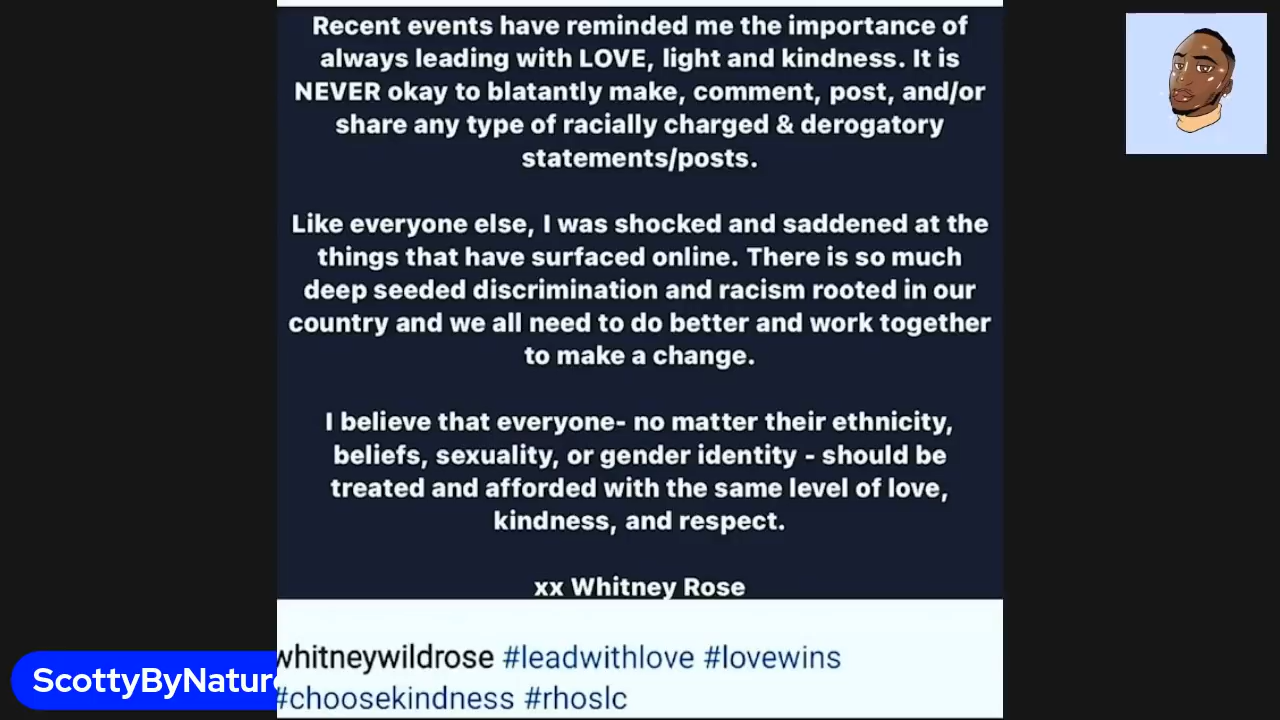 Recent events have reminded me the importance of
always leading with LOVE, light and kindness. It is
NEVER okay to blatantly make, comment, post, and/or
share any type of racially charged & derogatory
statements/posts.
Like everyone else, I was shocked and saddened at the
things that have surfaced online. There is so much
deep seeded discrimination and racism rooted in our
country and we all need to do better and work together
to make a change.
I believe that everyone- no matter their ethnicity,
beliefs, sexuality, or gender identity - should be
treated and afforded with the same level of love,
kindness, and respect.
xx Whitney Rose
whitneywildrose #leadwithlove #lovewins
#choosekindness #rhoslc
ScottyByNature